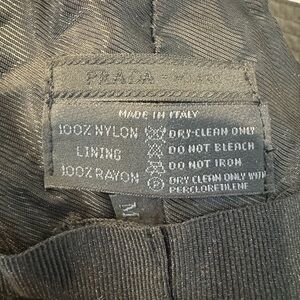 PRADA
MADE IN ITALY
100% NYLON DRY-CLEAN ONLY
LINING DO NOT BLEACH
100% RAYON DO NOT IRON
P DRY CLEAN ONLY WITH
PERCLORETILENE
M